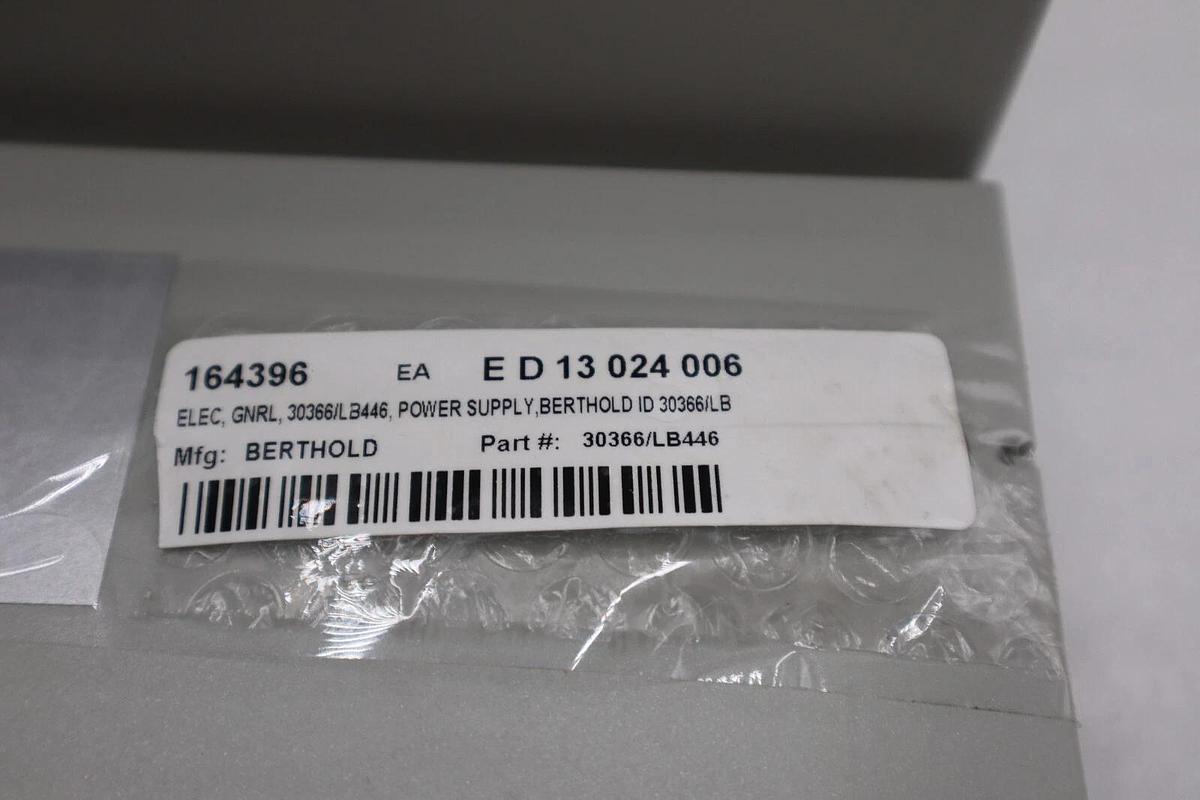 164396 EA E D 13 024 006
ELEC, GNRL, 30366/LB446, POWER SUPPLY,BERTHOLD ID 30366/LB
Mfg: BERTHOLD Part #: 30366/LB446